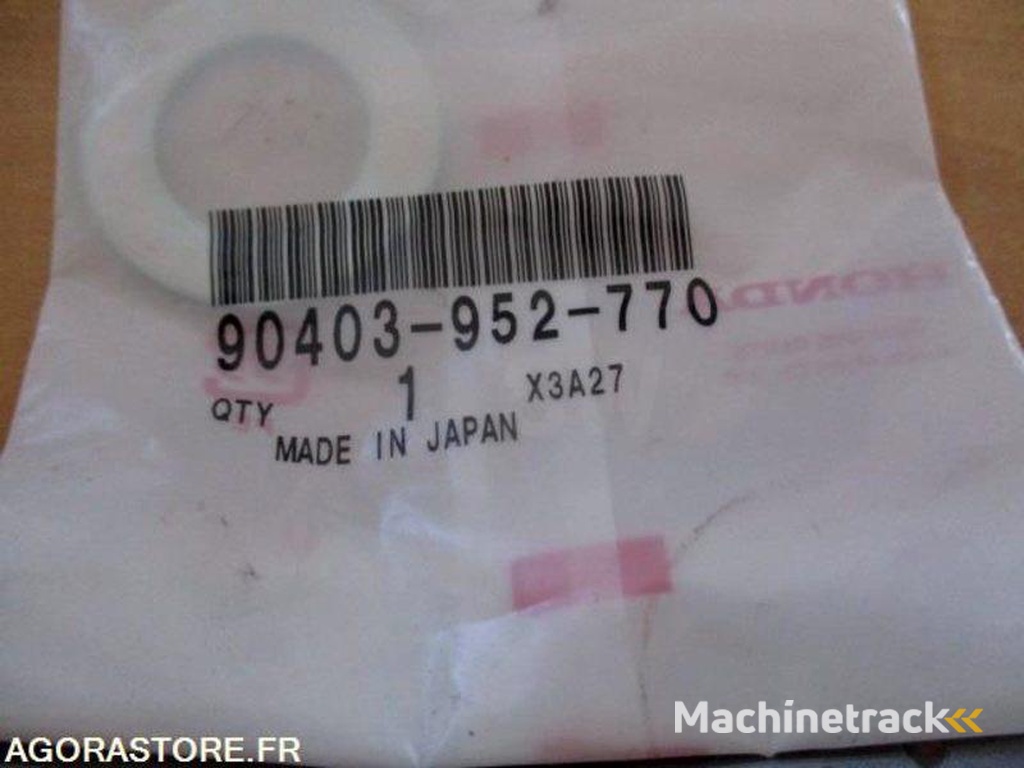 90403-952-770
QTY 1 X3A27
MADE IN JAPAN
HONDA
Machinetrack
AGORASTORE.FR